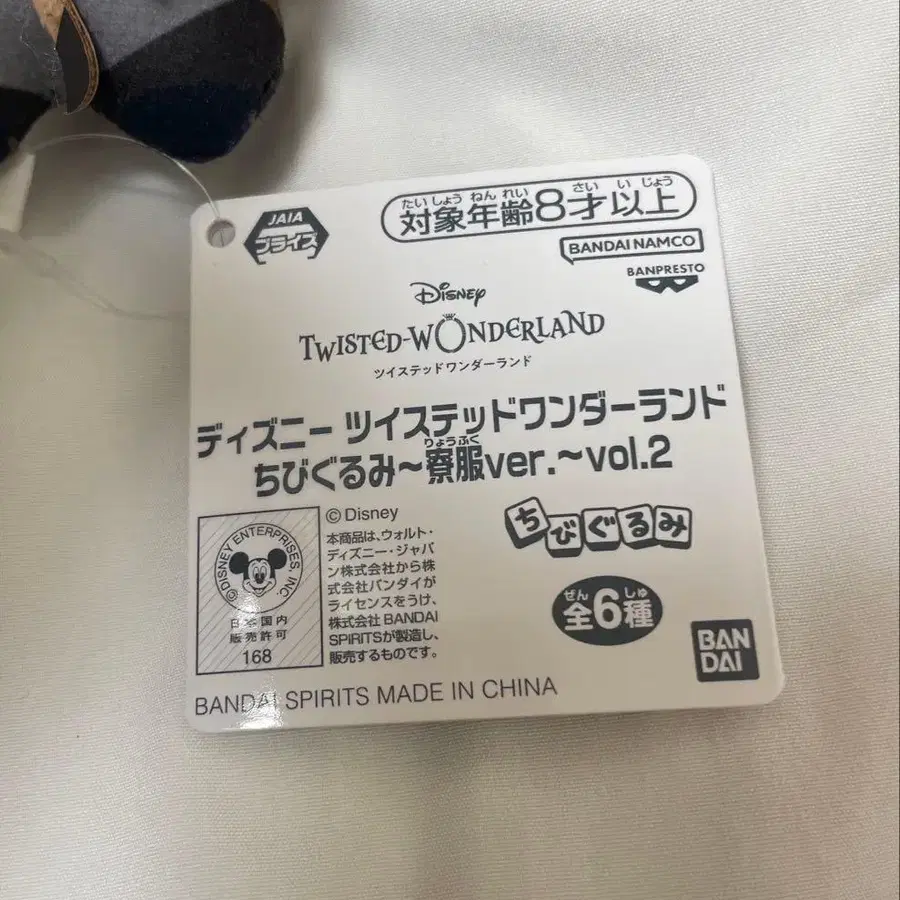 JAIA
プライズ
たいしょうねんれい さい いじょう
対象年齢8才以上
BANDAI NAMCO
BANPRESTO
Disney
TWISTED-WONDERLAND
ツイステッドワンダーランド
ディズニー ツイステッドワンダーランド
りょうふく
ちびぐるみ～寮服ver.～vol.2
©Disney
本商品は、ウォルト・
ディズニー・ジャパ
ン株式会社から株
式会社バンダイが
ライセンスをうけ、
株式会社BANDAI
SPIRITSが製造し、
販売するものです。
©DISNEY ENTERPRISES INC.
日本国内
販売許可
168
ちびぐるみ
ぜん しゅ
全6種
BAN
DAI
BANDAI SPIRITS MADE IN CHINA